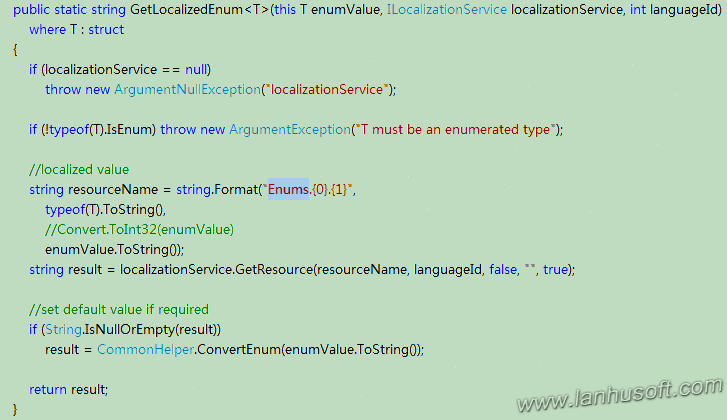 public static string GetLocalizedEnum<T>(this T enumValue, ILocalizationService localizationService, int languageId)
where T : struct
{
if (localizationService == null)
throw new ArgumentNullException("localizationService");
if (!typeof(T).IsEnum) throw new ArgumentException("T must be an enumerated type");
//localized value
string resourceName = string.Format("Enums.{0}.{1}",
typeof(T).ToString(),
//Convert.ToInt32(enumValue)
enumValue.ToString());
string result = localizationService.GetResource(resourceName, languageId, false, "", true);
//set default value if required
if (String.IsNullOrEmpty(result))
result = CommonHelper.ConvertEnum(enumValue.ToString());
return result;
}
www.lanhusoft.com